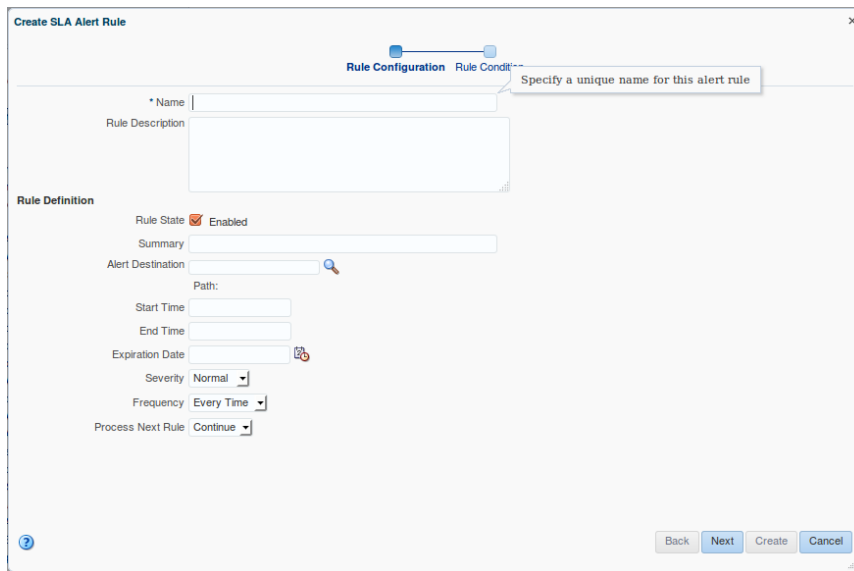 Create SLA Alert Rule
Rule Configuration Rule Condition
Specify a unique name for this alert rule
* Name
Rule Description
Rule Definition
Rule State Enabled
Summary
Alert Destination
Path:
Start Time
End Time
Expiration Date
Severity Normal
Frequency Every Time
Process Next Rule Continue
Back Next Create Cancel